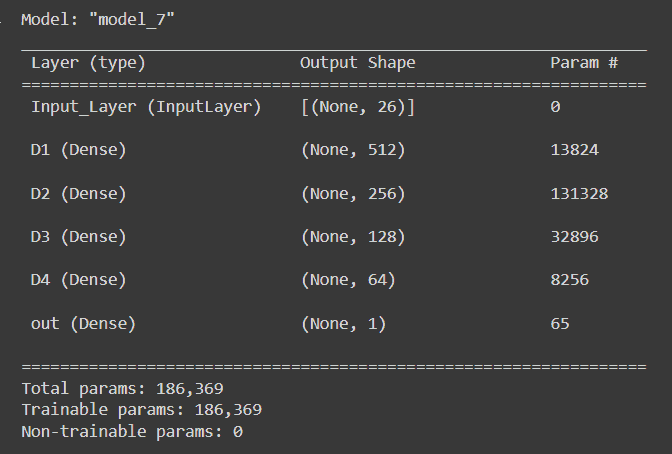 Model: "model_7"
Layer (type) Output Shape Param #
Input_Layer (InputLayer) [(None, 26)] 0
D1 (Dense) (None, 512) 13824
D2 (Dense) (None, 256) 131328
D3 (Dense) (None, 128) 32896
D4 (Dense) (None, 64) 8256
out (Dense) (None, 1) 65
Total params: 186,369
Trainable params: 186,369
Non-trainable params: 0